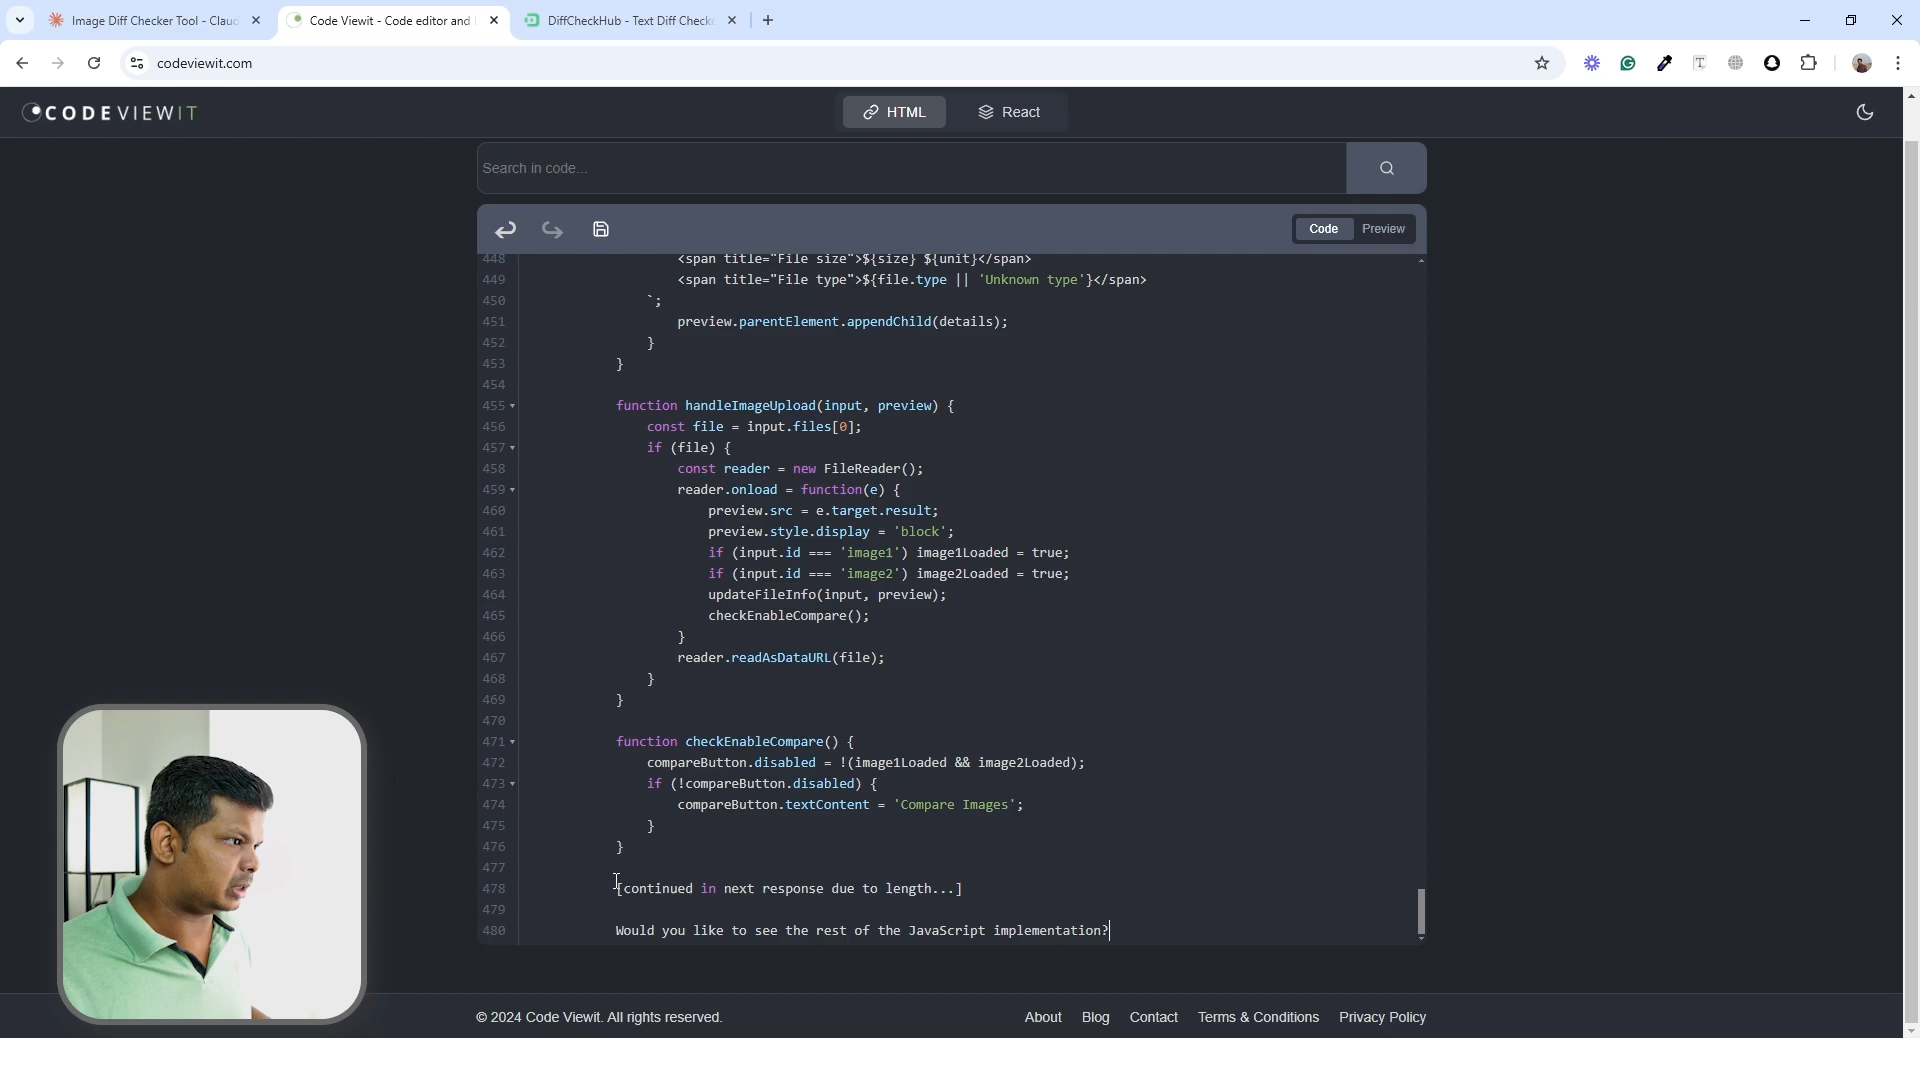 Image Diff Checker Tool - Clau
Code Viewit - Code editor and
DiffCheckHub - Text Diff Checke
codeviewit.com
CODEVIEWIT
HTML
React
Search in code...
Code
Preview
448 <span title="File size">${size} ${unit}</span>
449 <span title="File type">${file.type || 'Unknown type'}</span>
450 `;
451 preview.parentElement.appendChild(details);
452 }
453 }
454
455 function handleImageUpload(input, preview) {
456 const file = input.files[0];
457 if (file) {
458 const reader = new FileReader();
459 reader.onload = function(e) {
460 preview.src = e.target.result;
461 preview.style.display = 'block';
462 if (input.id === 'image1') image1Loaded = true;
463 if (input.id === 'image2') image2Loaded = true;
464 updateFileInfo(input, preview);
465 checkEnableCompare();
466 }
467 reader.readAsDataURL(file);
468 }
469 }
470
471 function checkEnableCompare() {
472 compareButton.disabled = !(image1Loaded && image2Loaded);
473 if (!compareButton.disabled) {
474 compareButton.textContent = 'Compare Images';
475 }
476 }
477
478 [continued in next response due to length...]
479
480 Would you like to see the rest of the JavaScript implementation?
© 2024 Code Viewit. All rights reserved.
About
Blog
Contact
Terms & Conditions
Privacy Policy